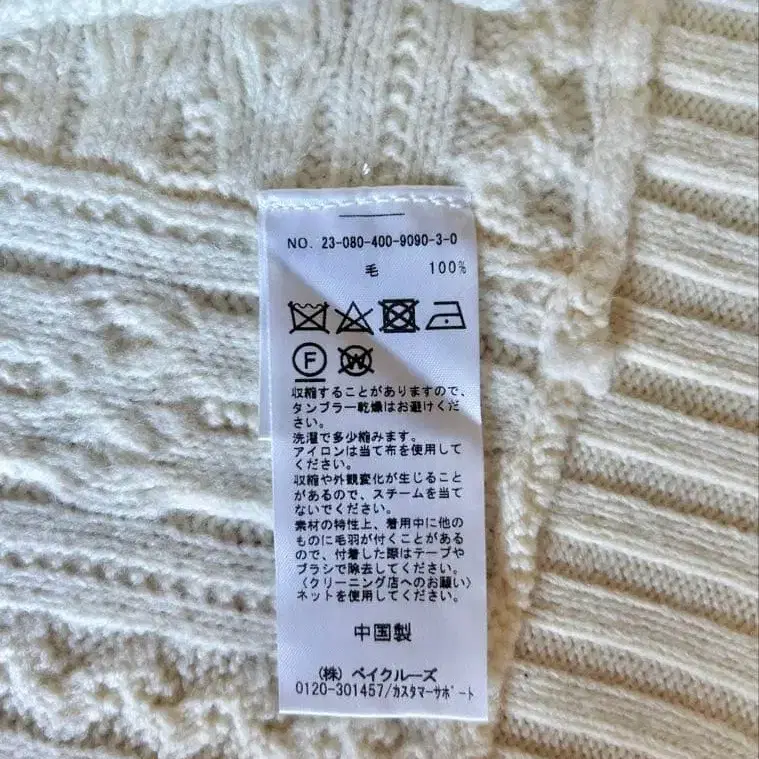 NO. 23-080-400-9090-3-0
毛 100%
F W
収縮することがありますので、
タンブラー乾燥はお避けくだ
さい。
洗濯で多少縮みます。
アイロンは当て布を使用して
ください。
収縮や外観変化が生じること
があるので、スチームを当て
ないでください。
素材の特性上、着用中に他の
ものに毛羽が付くことがある
ので、付着した際はテープや
ブラシで除去してください。
(クリーニング店へのお願い)
ネットを使用してください。
中国製
(株) ベイクルーズ
0120-301457/カスタマーサポート